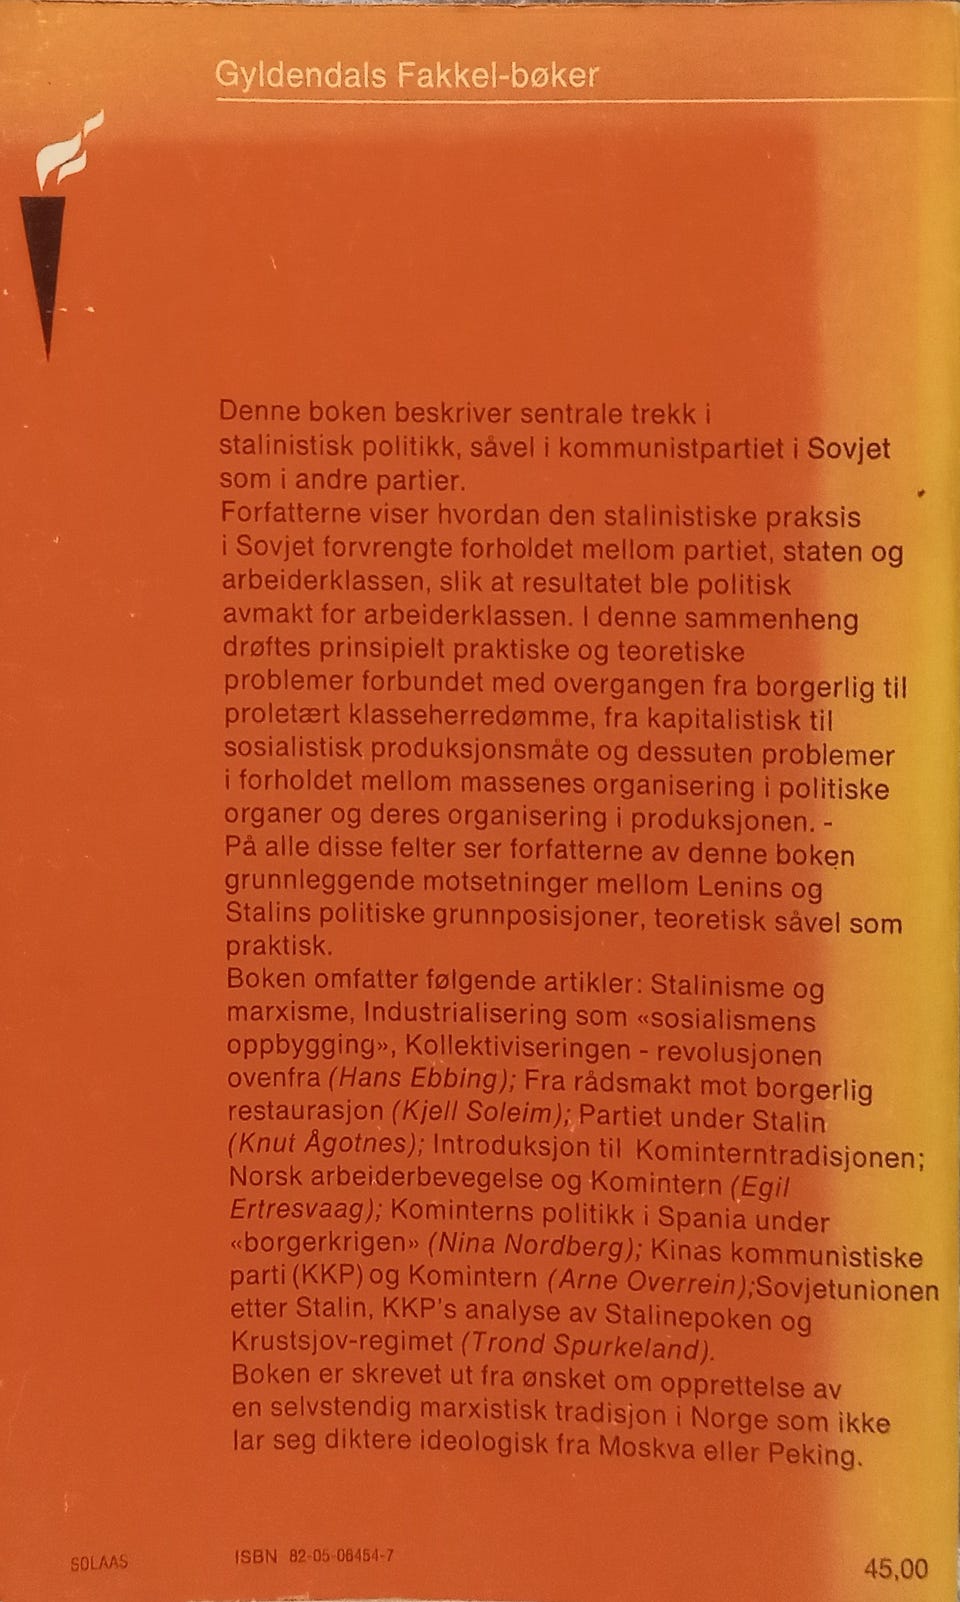 Gyldendals Fakkel-bøker
Denne boken beskriver sentrale trekk i
stalinistisk politikk, såvel i kommunistpartiet i Sovjet
som i andre partier.
Forfatterne viser hvordan den stalinistiske praksis
i Sovjet forvrengte forholdet mellom partiet, staten og
arbeiderklassen, slik at resultatet ble politisk
avmakt for arbeiderklassen. I denne sammenheng
drøftes prinsipielt praktiske og teoretiske
problemer forbundet med overgangen fra borgerlig til
proletært klasseherredømme, fra kapitalistisk til
sosialistisk produksjonsmåte og dessuten problemer
i forholdet mellom massenes organisering i politiske
organer og deres organisering i produksjonen. -
På alle disse felter ser forfatterne av denne boken
grunnleggende motsetninger mellom Lenins og
Stalins politiske grunnposisjoner, teoretisk såvel som
praktisk.
Boken omfatter følgende artikler: Stalinisme og
marxisme, Industrialisering som «sosialismens
oppbygging», Kollektiviseringen - revolusjonen
ovenfra (Hans Ebbing); Fra rådsmakt mot borgerlig
restaurasjon (Kjell Soleim); Partiet under Stalin
(Knut Ågotnes); Introduksjon til Kominterntradisjonen;
Norsk arbeiderbevegelse og Komintern (Egil
Ertresvaag); Kominterns politikk i Spania under
«borgerkrigen» (Nina Nordberg); Kinas kommunistiske
parti (KKP) og Komintern (Arne Overrein);Sovjetunionen
etter Stalin, KKP's analyse av Stalinepoken og
Krustsjov-regimet (Trond Spurkeland).
Boken er skrevet ut fra ønsket om opprettelse av
en selvstendig marxistisk tradisjon i Norge som ikke
lar seg diktere ideologisk fra Moskva eller Peking.
SOLAAS
ISBN 82-05-06454-7
45,00